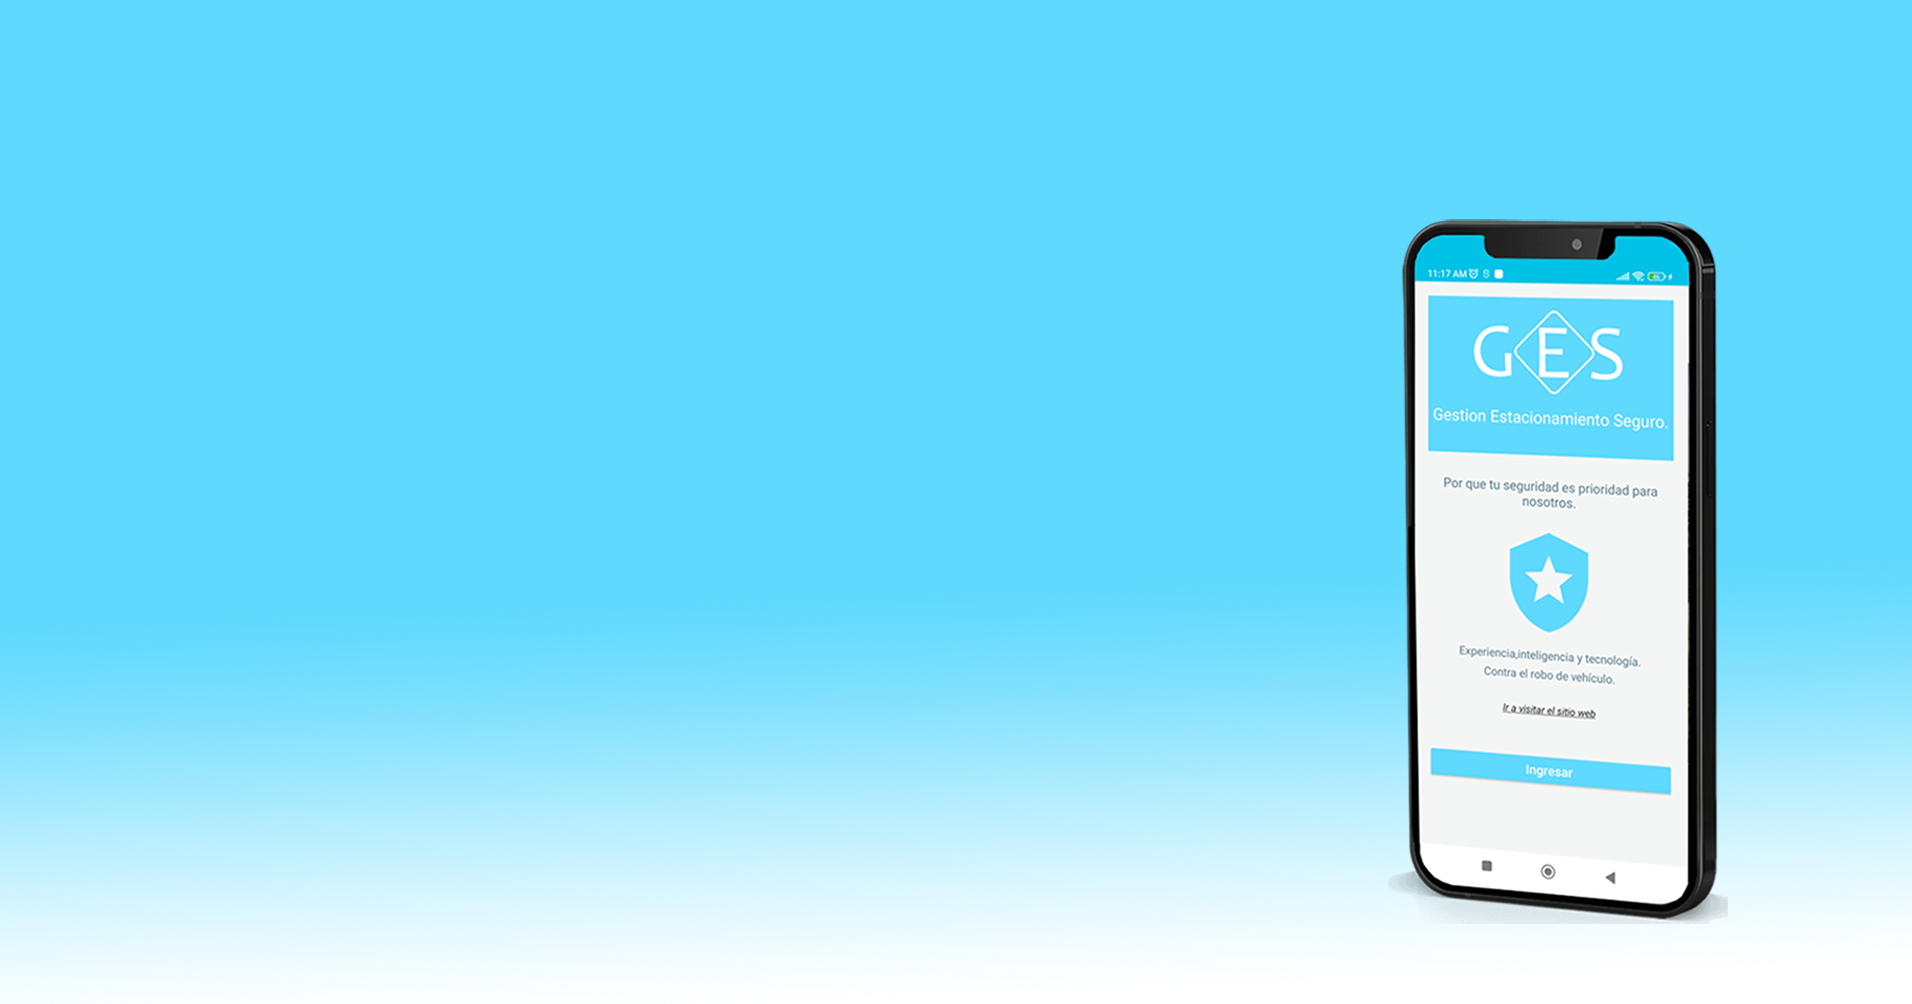 11:17 AM
GES
Gestion Estacionamiento Seguro.
Por que tu seguridad es prioridad para
nosotros.
Experiencia,inteligencia y tecnología.
Contra el robo de vehículo.
Ir a visitar el sitio web
Ingresar